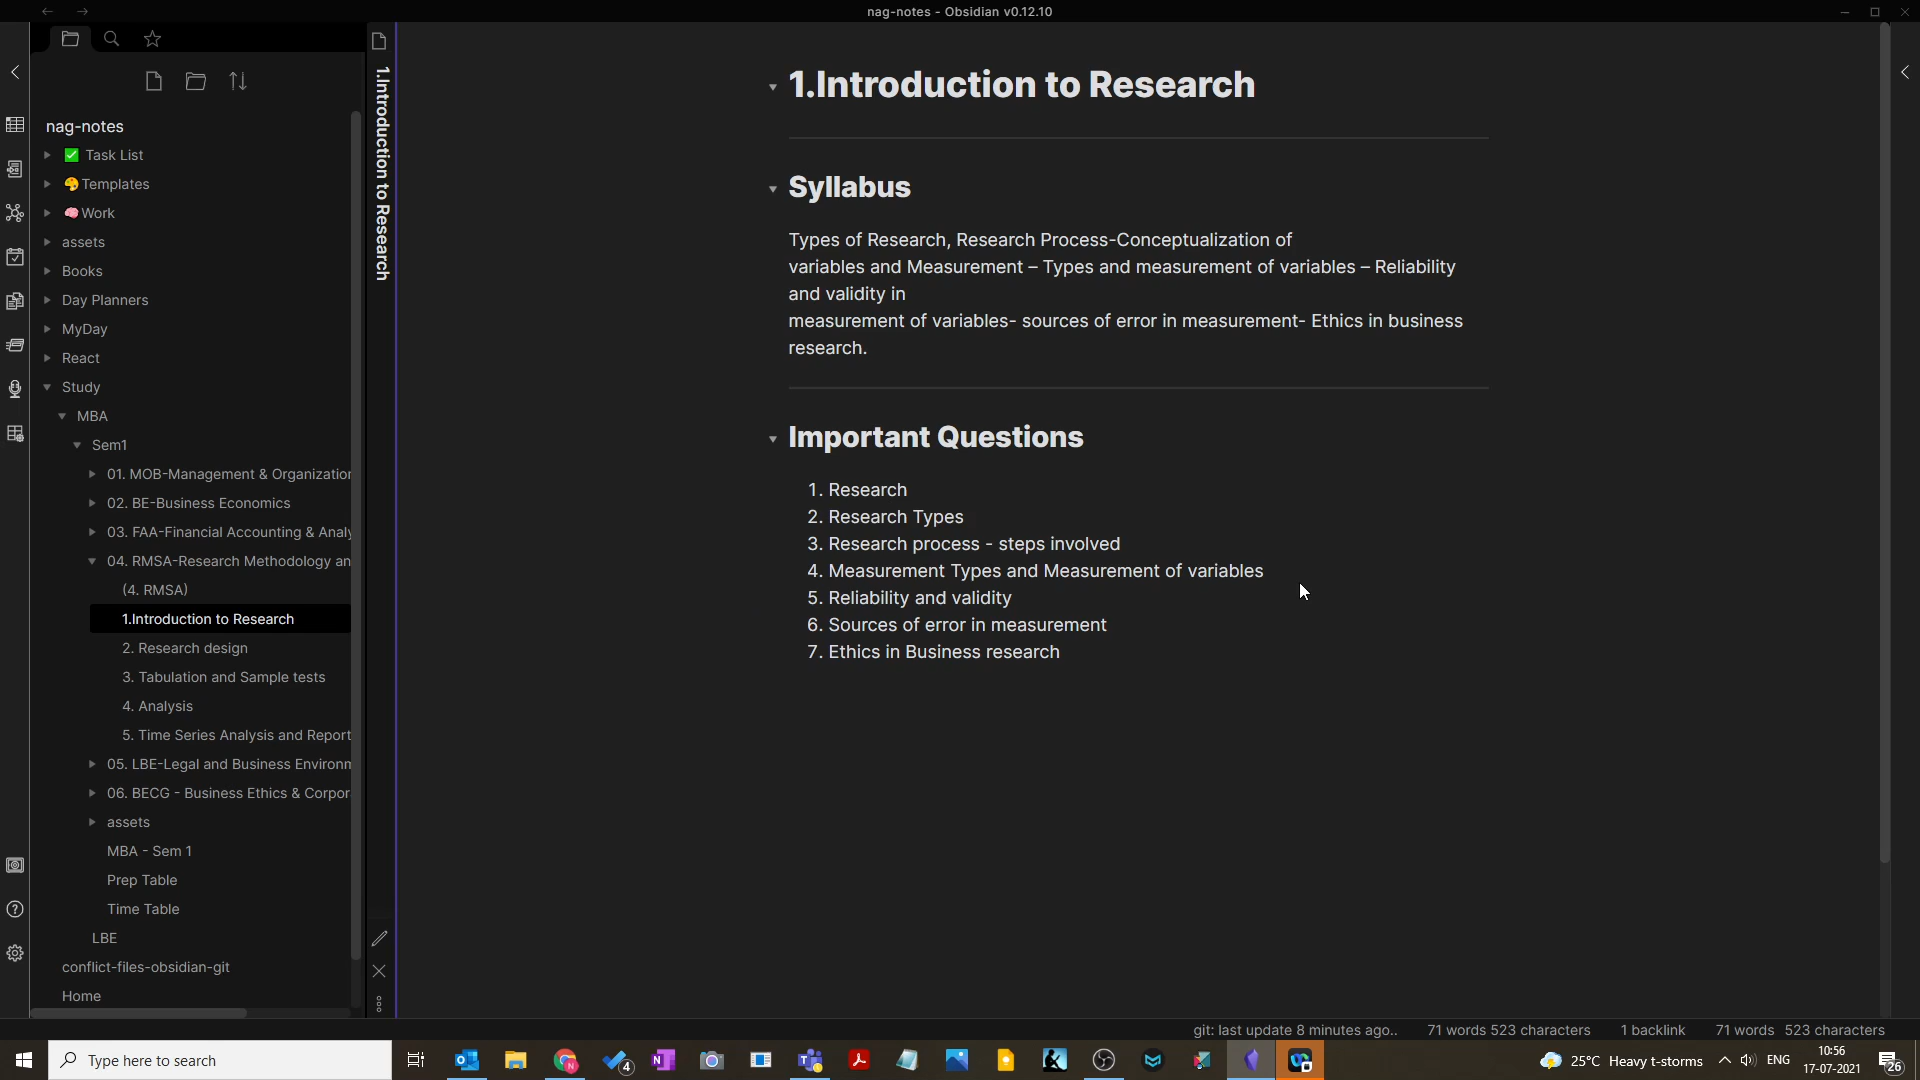 nag-notes - Obsidian v0.12.10
nag-notes
Task List
Templates
Work
assets
Books
Day Planners
MyDay
React
Study
MBA
Sem1
01. MOB-Management & Organization
02. BE-Business Economics
03. FAA-Financial Accounting & Analy
04. RMSA-Research Methodology an
(4. RMSA)
1.Introduction to Research
2. Research design
3. Tabulation and Sample tests
4. Analysis
5. Time Series Analysis and Report
05. LBE-Legal and Business Environm
06. BECG - Business Ethics & Corpor
assets
MBA - Sem 1
Prep Table
Time Table
LBE
conflict-files-obsidian-git
Home
1.Introduction to Research
1.Introduction to Research
Syllabus
Types of Research, Research Process-Conceptualization of
variables and Measurement – Types and measurement of variables – Reliability
and validity in
measurement of variables- sources of error in measurement- Ethics in business
research.
Important Questions
1. Research
2. Research Types
3. Research process - steps involved
4. Measurement Types and Measurement of variables
5. Reliability and validity
6. Sources of error in measurement
7. Ethics in Business research
git: last update 8 minutes ago.. 71 words 523 characters 1 backlink 71 words 523 characters
Type here to search
4
25°C Heavy t-storms
ENG
10:56
17-07-2021
26